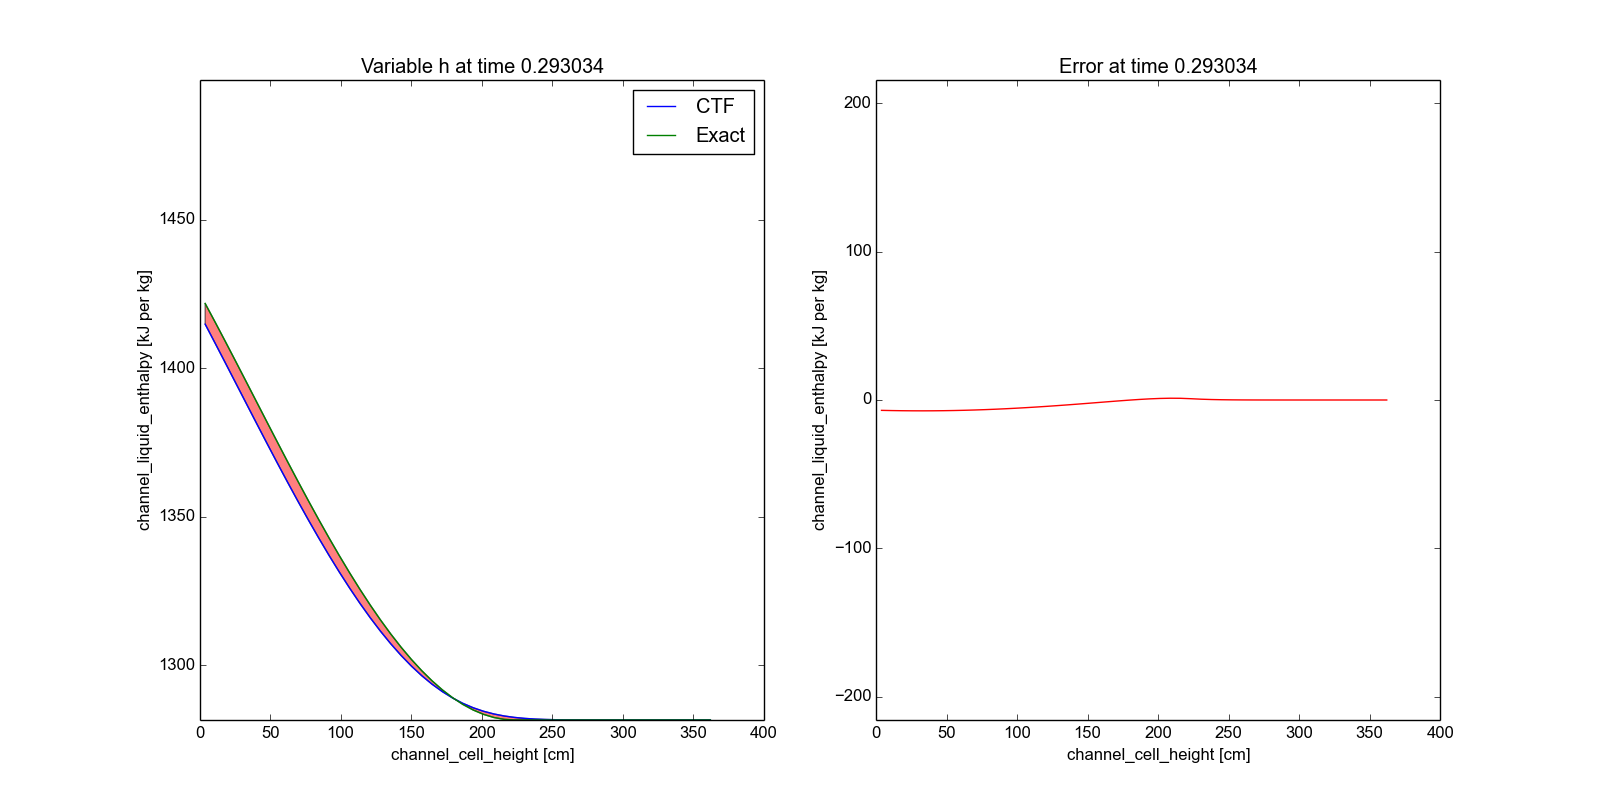 Variable h at time 0.293034
CTF
Exact
1450
1400
1350
1300
channel_liquid_enthalpy [kJ per kg]
0 50 100 150 200 250 300 350 400
channel_cell_height [cm]
Error at time 0.293034
200
100
0
−100
−200
channel_liquid_enthalpy [kJ per kg]
0 50 100 150 200 250 300 350 400
channel_cell_height [cm]